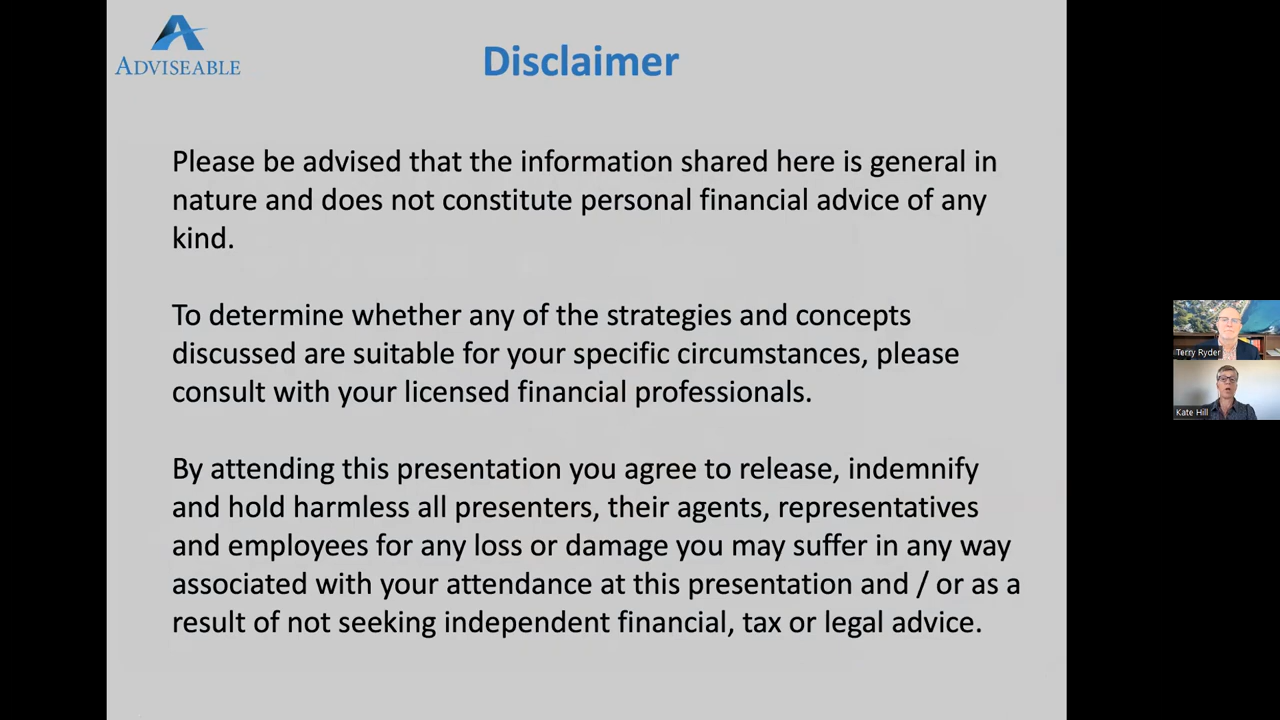 ADVISEABLE
Disclaimer
Please be advised that the information shared here is general in
nature and does not constitute personal financial advice of any
kind.
To determine whether any of the strategies and concepts
discussed are suitable for your specific circumstances, please
consult with your licensed financial professionals.
By attending this presentation you agree to release, indemnify
and hold harmless all presenters, their agents, representatives
and employees for any loss or damage you may suffer in any way
associated with your attendance at this presentation and / or as a
result of not seeking independent financial, tax or legal advice.
Terry Ryder
Kate Hill